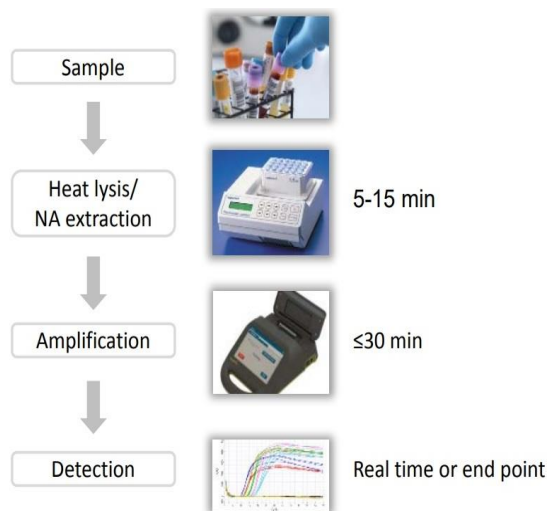 Sample
Heat lysis/
NA extraction
5-15 min
Amplification
≤30 min
Detection
Real time or end point